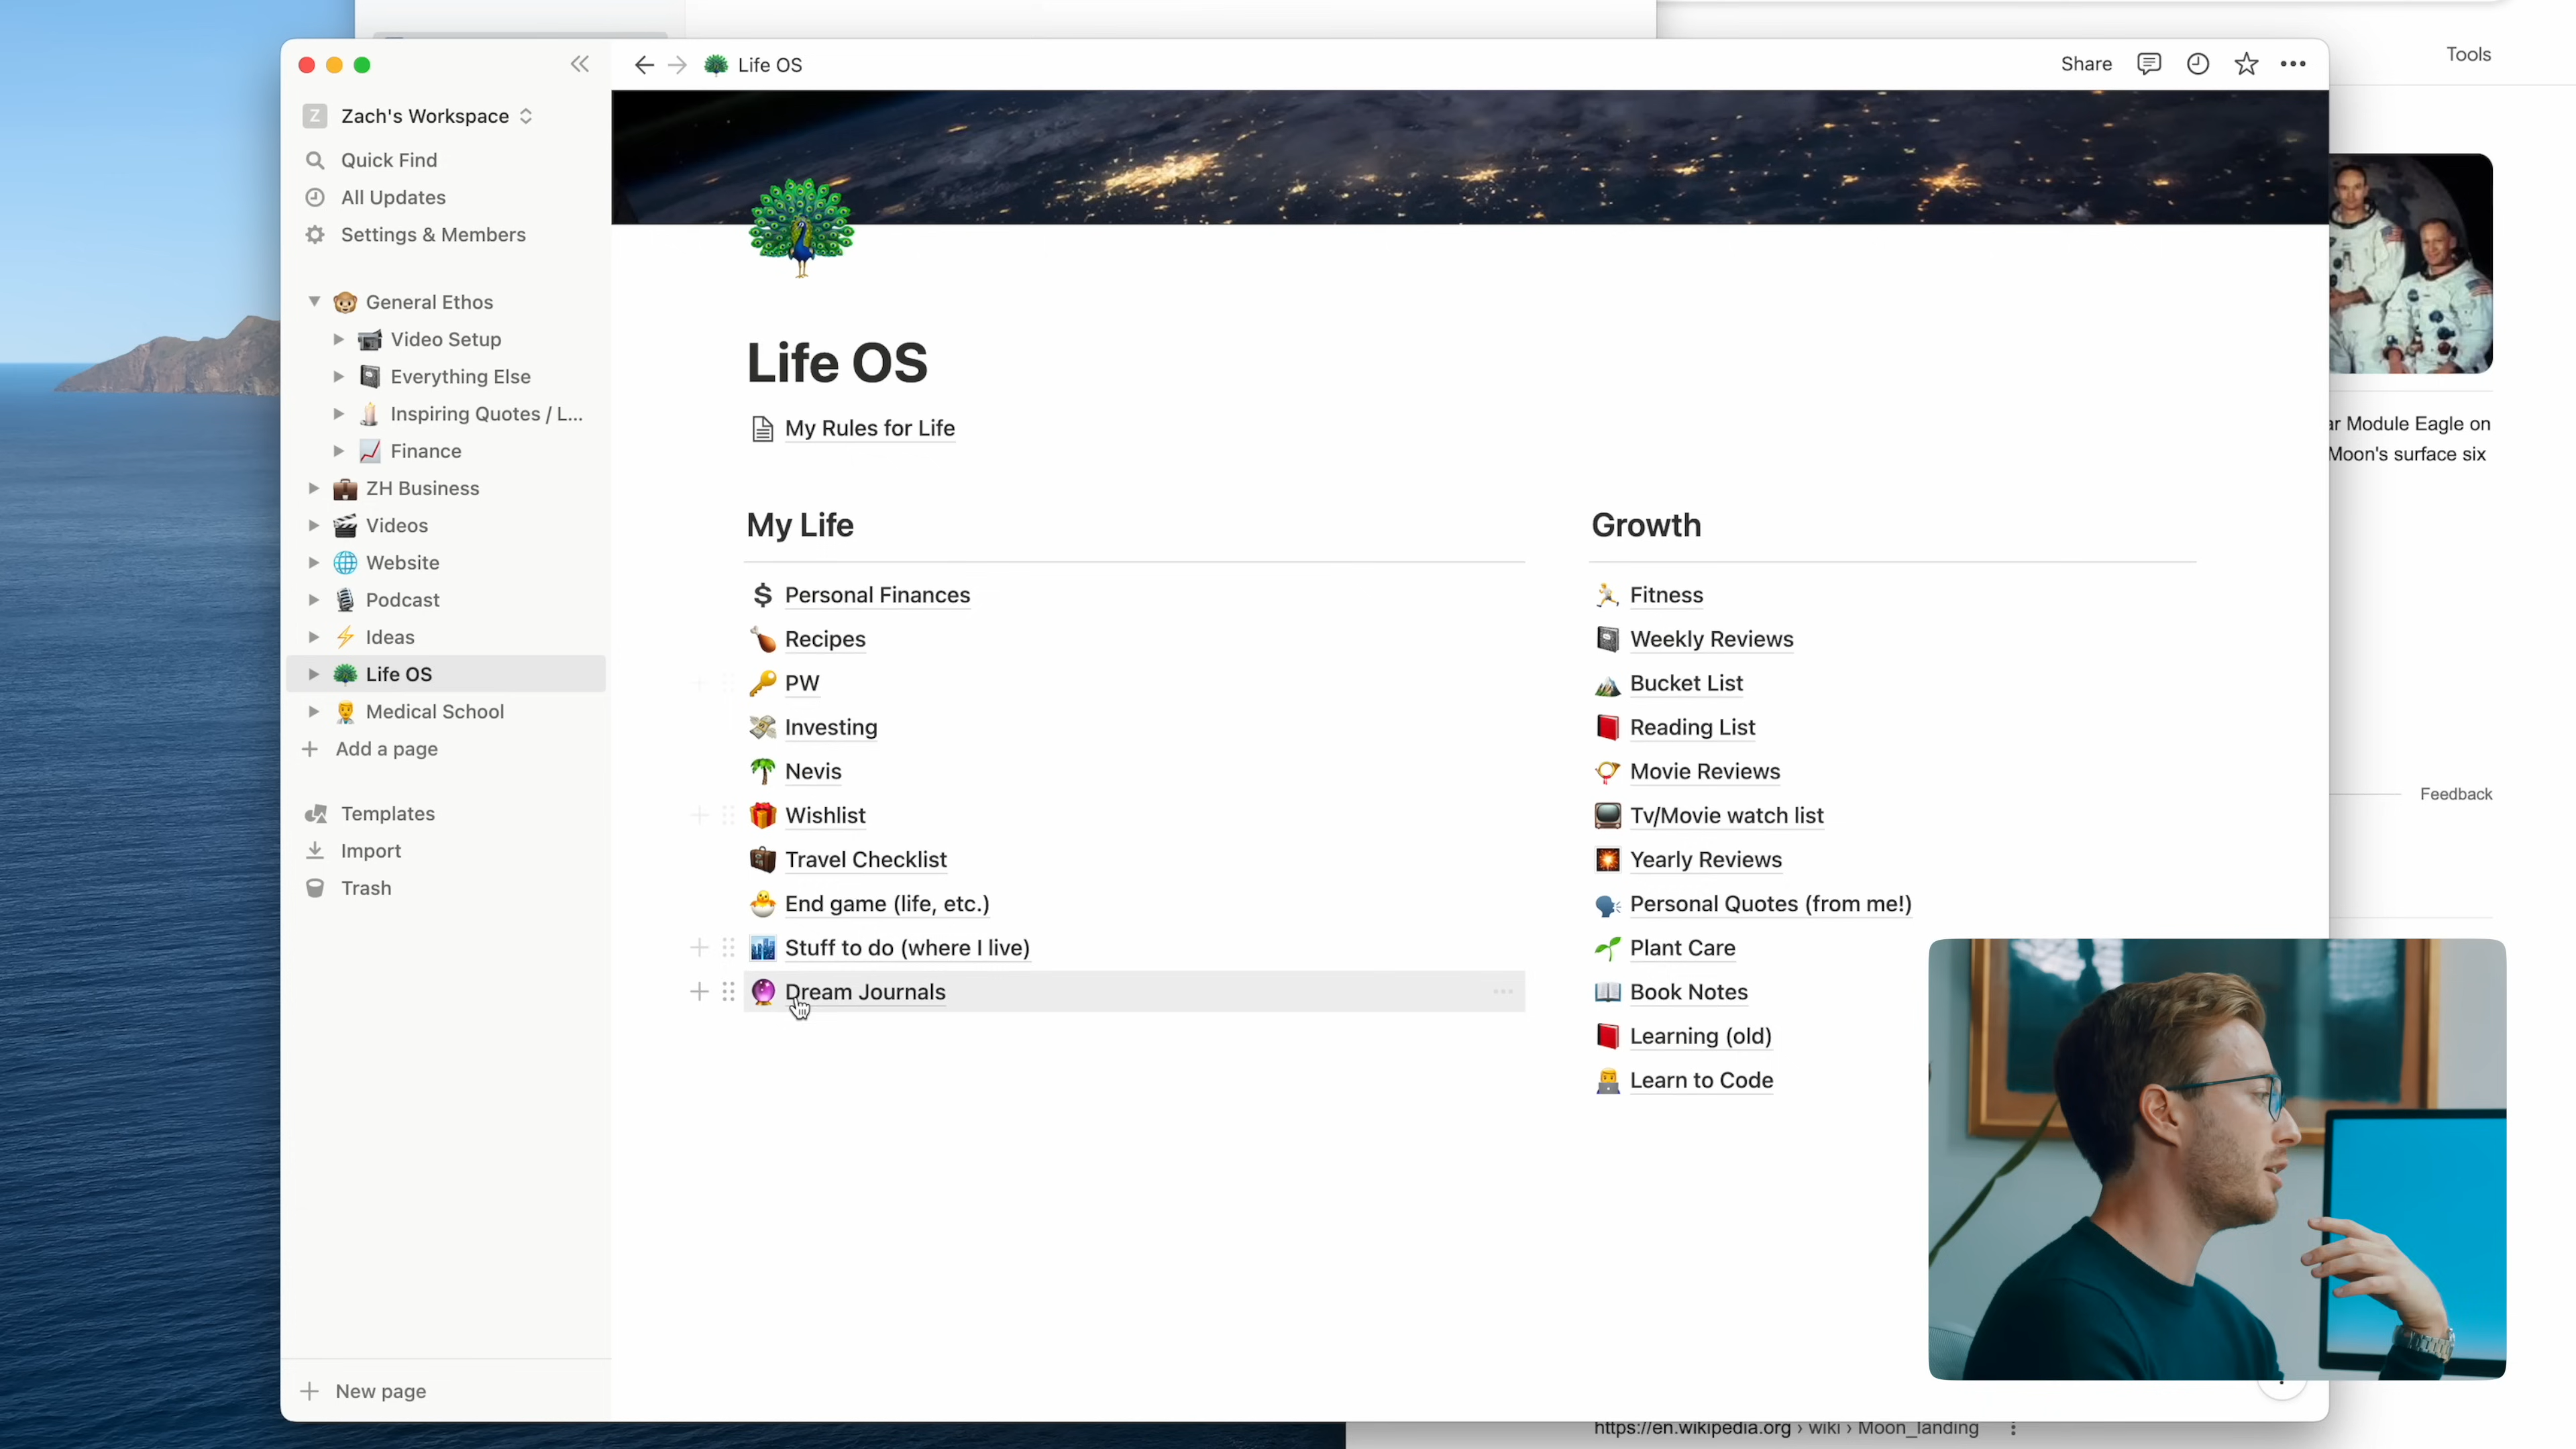 Tools
Life OS
Share
Z
Zach's Workspace
Quick Find
All Updates
Settings & Members
General Ethos
Video Setup
Everything Else
Inspiring Quotes / L...
Finance
ZH Business
Videos
Website
Podcast
Ideas
Life OS
Medical School
Add a page
Templates
Import
Trash
New page
Life OS
My Rules for Life
My Life
Personal Finances
Recipes
PW
Investing
Nevis
Wishlist
Travel Checklist
End game (life, etc.)
Stuff to do (where I live)
Dream Journals
Growth
Fitness
Weekly Reviews
Bucket List
Reading List
Movie Reviews
Tv/Movie watch list
Yearly Reviews
Personal Quotes (from me!)
Plant Care
Book Notes
Learning (old)
Learn to Code
ar Module Eagle on
Moon's surface six
Feedback
https://en.wikipedia.org › wiki › Moon_landing